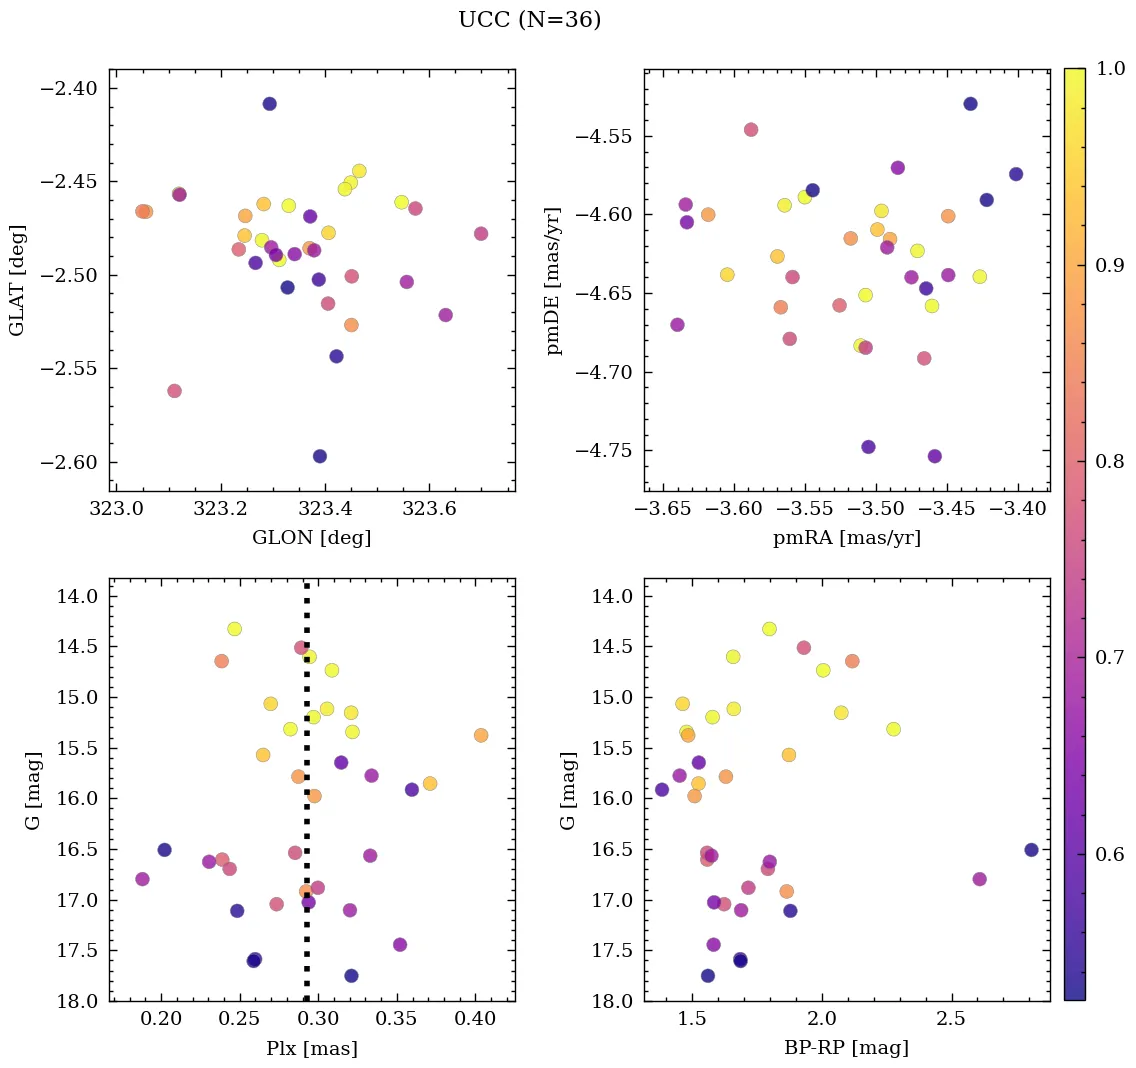 UCC (N=36)
−2.40
−2.45
−2.50
−2.55
−2.60
GLAT [deg]
323.0 323.2 323.4 323.6
GLON [deg]
−4.55
−4.60
−4.65
−4.70
−4.75
pmDE [mas/yr]
−3.65 −3.60 −3.55 −3.50 −3.45 −3.40
pmRA [mas/yr]
1.0
0.9
0.8
0.7
0.6
14.0
14.5
15.0
15.5
16.0
16.5
17.0
17.5
18.0
G [mag]
0.20 0.25 0.30 0.35 0.40
Plx [mas]
14.0
14.5
15.0
15.5
16.0
16.5
17.0
17.5
18.0
G [mag]
1.5 2.0 2.5
BP-RP [mag]